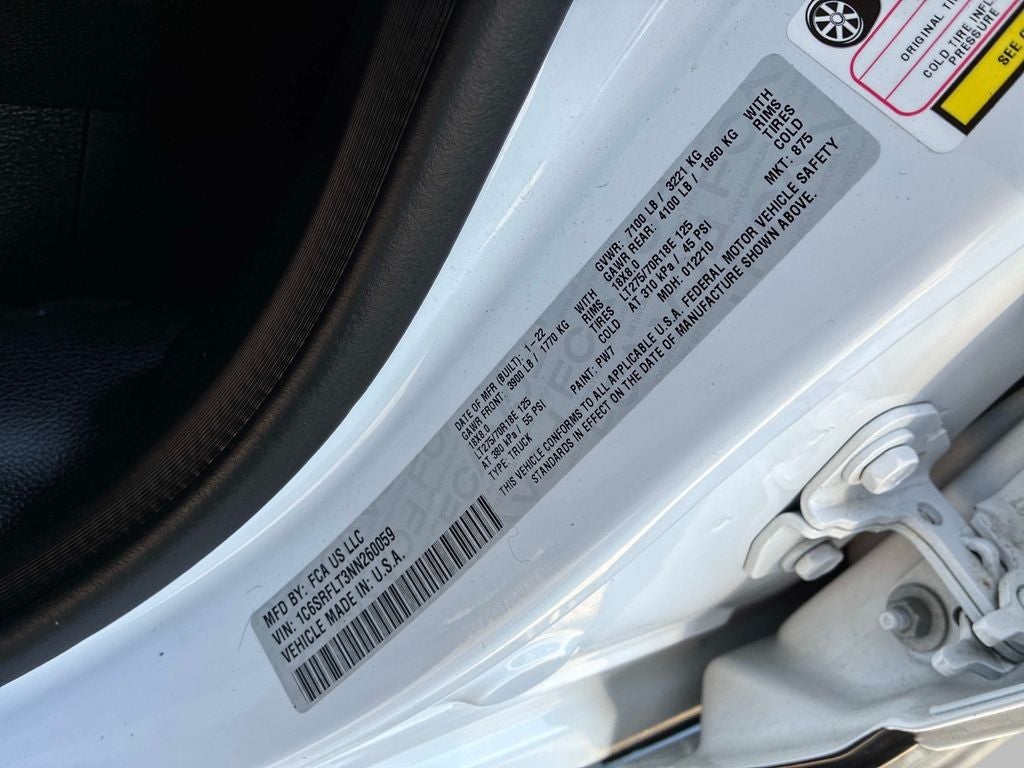 MFD BY: FCA US LLC
VIN: 1C6SRFLT3NN260059
VEHICLE MADE IN: U.S.A.
DATE OF MFR (BUILT): 1-22
GVWR: 7100 LB / 3221 KG
GAWR FRONT: 3900 LB / 1770 KG WITH
GAWR REAR: 4100 LB / 1860 KG WITH
18X8.0 RIMS
18X8.0 RIMS
LT275/70R18E 125 TIRES
LT275/70R18E 125 TIRES
AT 380 kPa / 55 PSI COLD
AT 310 kPa / 45 PSI COLD
TYPE: TRUCK
PAINT: PW7
MDH: 012210
MKT: 875
THIS VEHICLE CONFORMS TO ALL APPLICABLE U.S.A. FEDERAL MOTOR VEHICLE SAFETY
STANDARDS IN EFFECT ON THE DATE OF MANUFACTURE SHOWN ABOVE.
ORIGINAL
COLD TIRE
PRESSURE
SEE